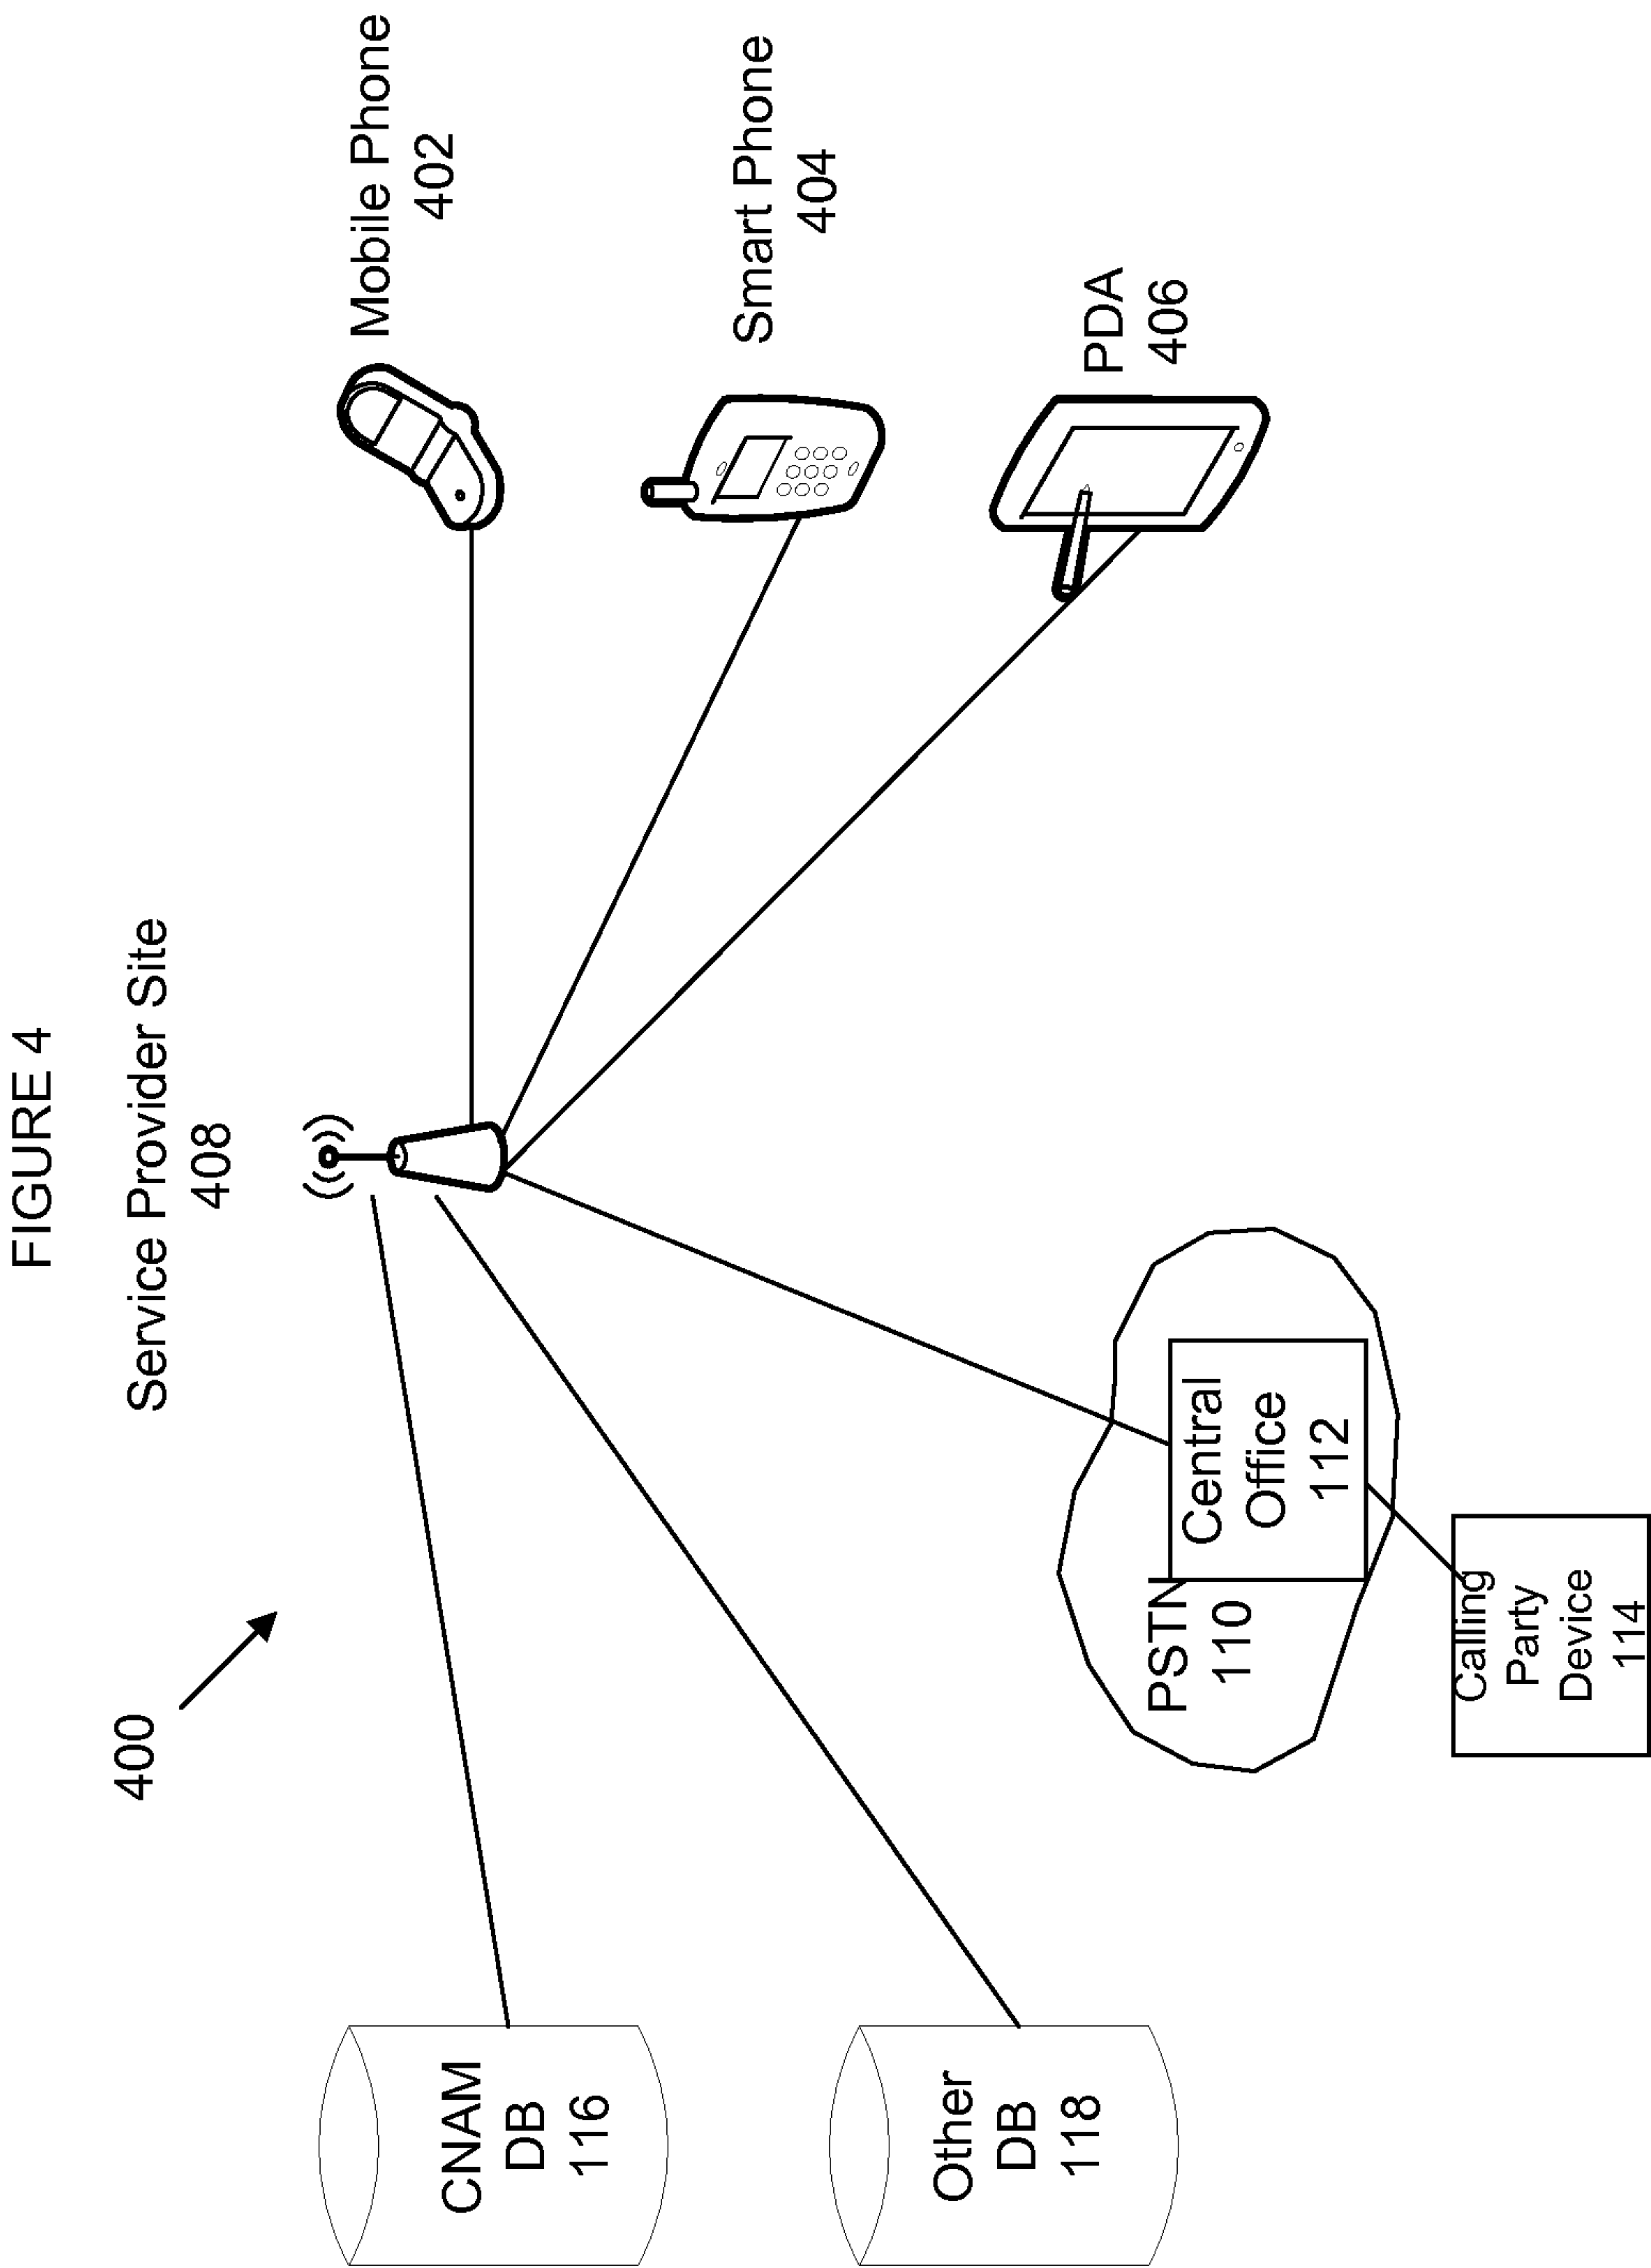 FIGURE 4
400
Service Provider Site
408
Mobile Phone
402
CNAM
DB
116
Smart Phone
404
Other
DB
118
PDA
406
PSTN
110
Central
Office
112
Calling
Party
Device
114